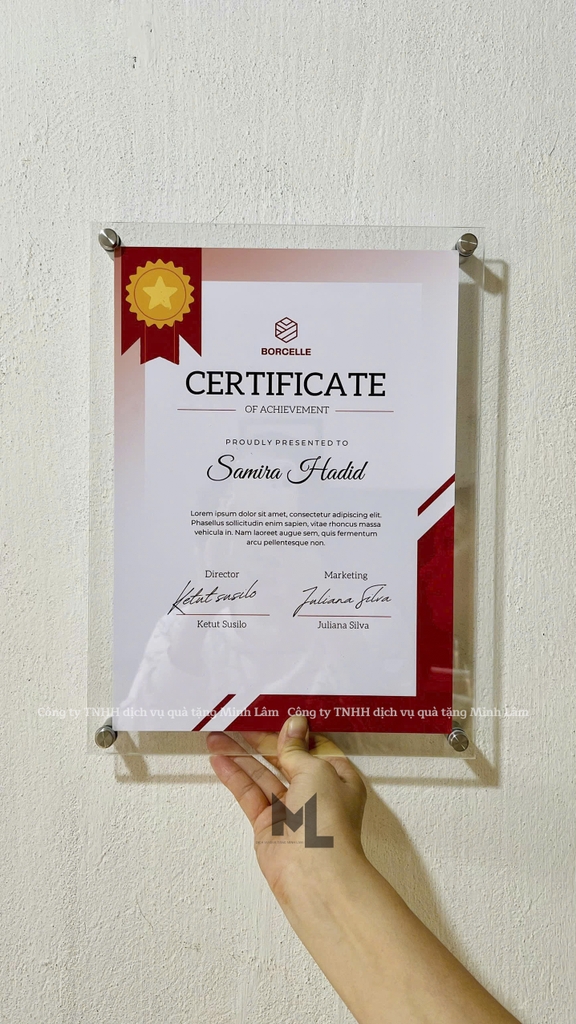 BORCELLE
CERTIFICATE
OF ACHIEVEMENT
PROUDLY PRESENTED TO
Samira Hadid
Lorem ipsum dolor sit amet, consectetur adipiscing elit.
Phasellus sollicitudin enim sapien, vitae rhoncus massa
vehicula in. Nam laoreet augue sem, quis fermentum
arcu pellentesque non.
Director Marketing
Ketut susilo Juliana Silva
Ketut Susilo Juliana Silva
Công ty TNHH dịch vụ quà tặng Minh Lâm Công ty TNHH dịch vụ quà tặng Minh Lâm
ML